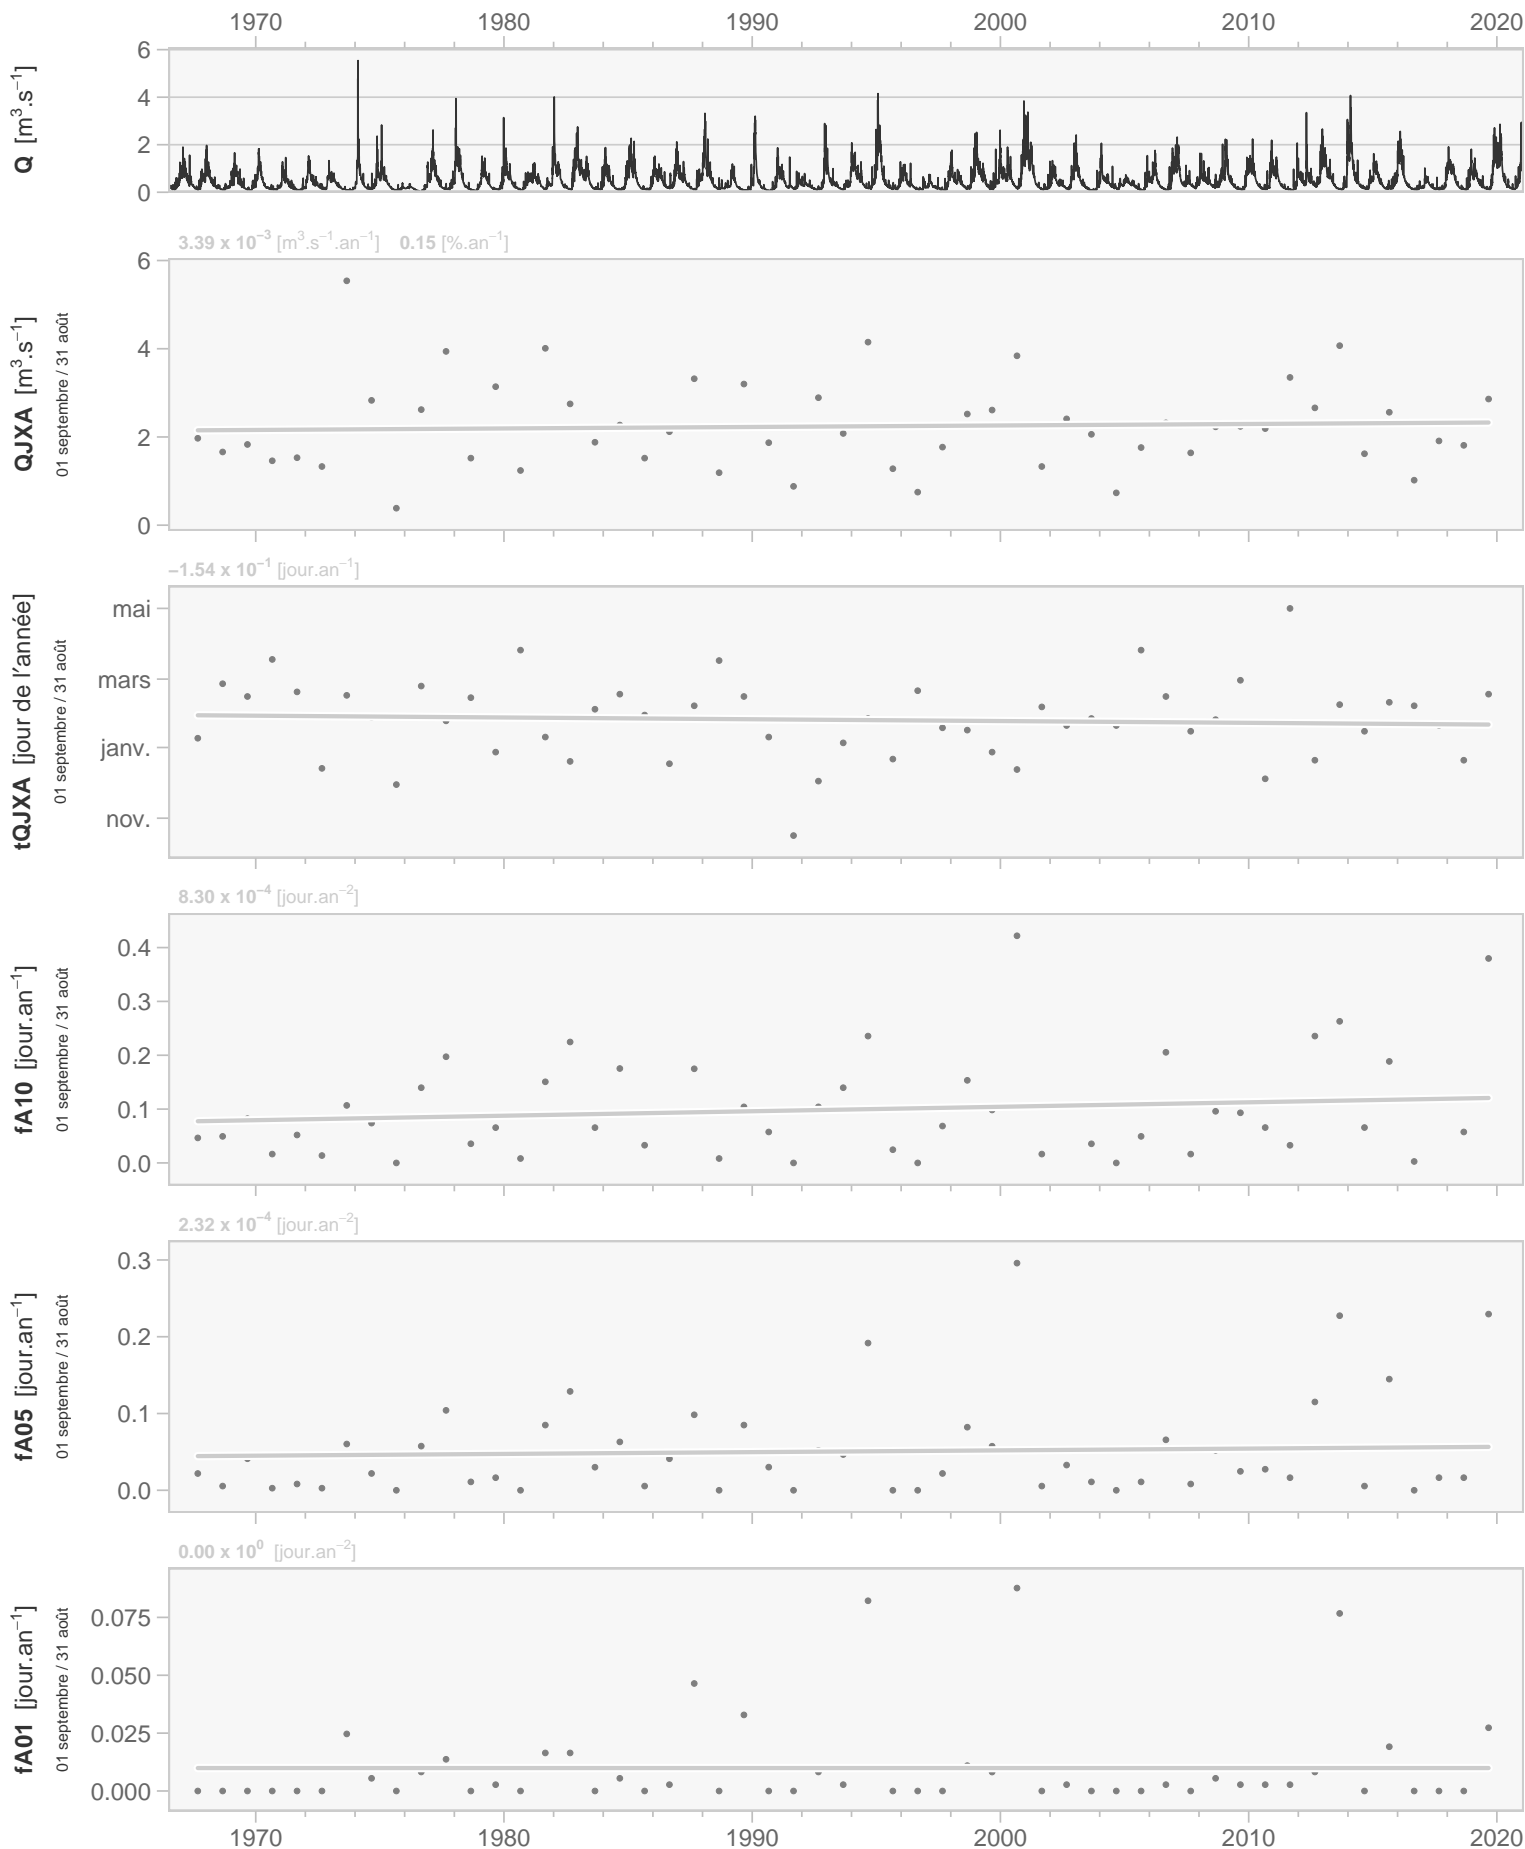 1970 1980 1990 2000 2010 2020
Q [m³.s⁻¹]
6
4
2
0
3.39 x 10⁻³ [m³.s⁻¹.an⁻¹] 0.15 [%.an⁻¹]
QJXA [m³.s⁻¹]
01 septembre / 31 août
6
4
2
0
−1.54 x 10⁻¹ [jour.an⁻¹]
tQJXA [jour de l'année]
01 septembre / 31 août
mai
mars
janv.
nov.
8.30 x 10⁻⁴ [jour.an⁻²]
fA10 [jour.an⁻¹]
01 septembre / 31 août
0.4
0.3
0.2
0.1
0.0
2.32 x 10⁻⁴ [jour.an⁻²]
fA05 [jour.an⁻¹]
01 septembre / 31 août
0.3
0.2
0.1
0.0
0.00 x 10⁰ [jour.an⁻²]
fA01 [jour.an⁻¹]
01 septembre / 31 août
0.075
0.050
0.025
0.000
1970 1980 1990 2000 2010 2020